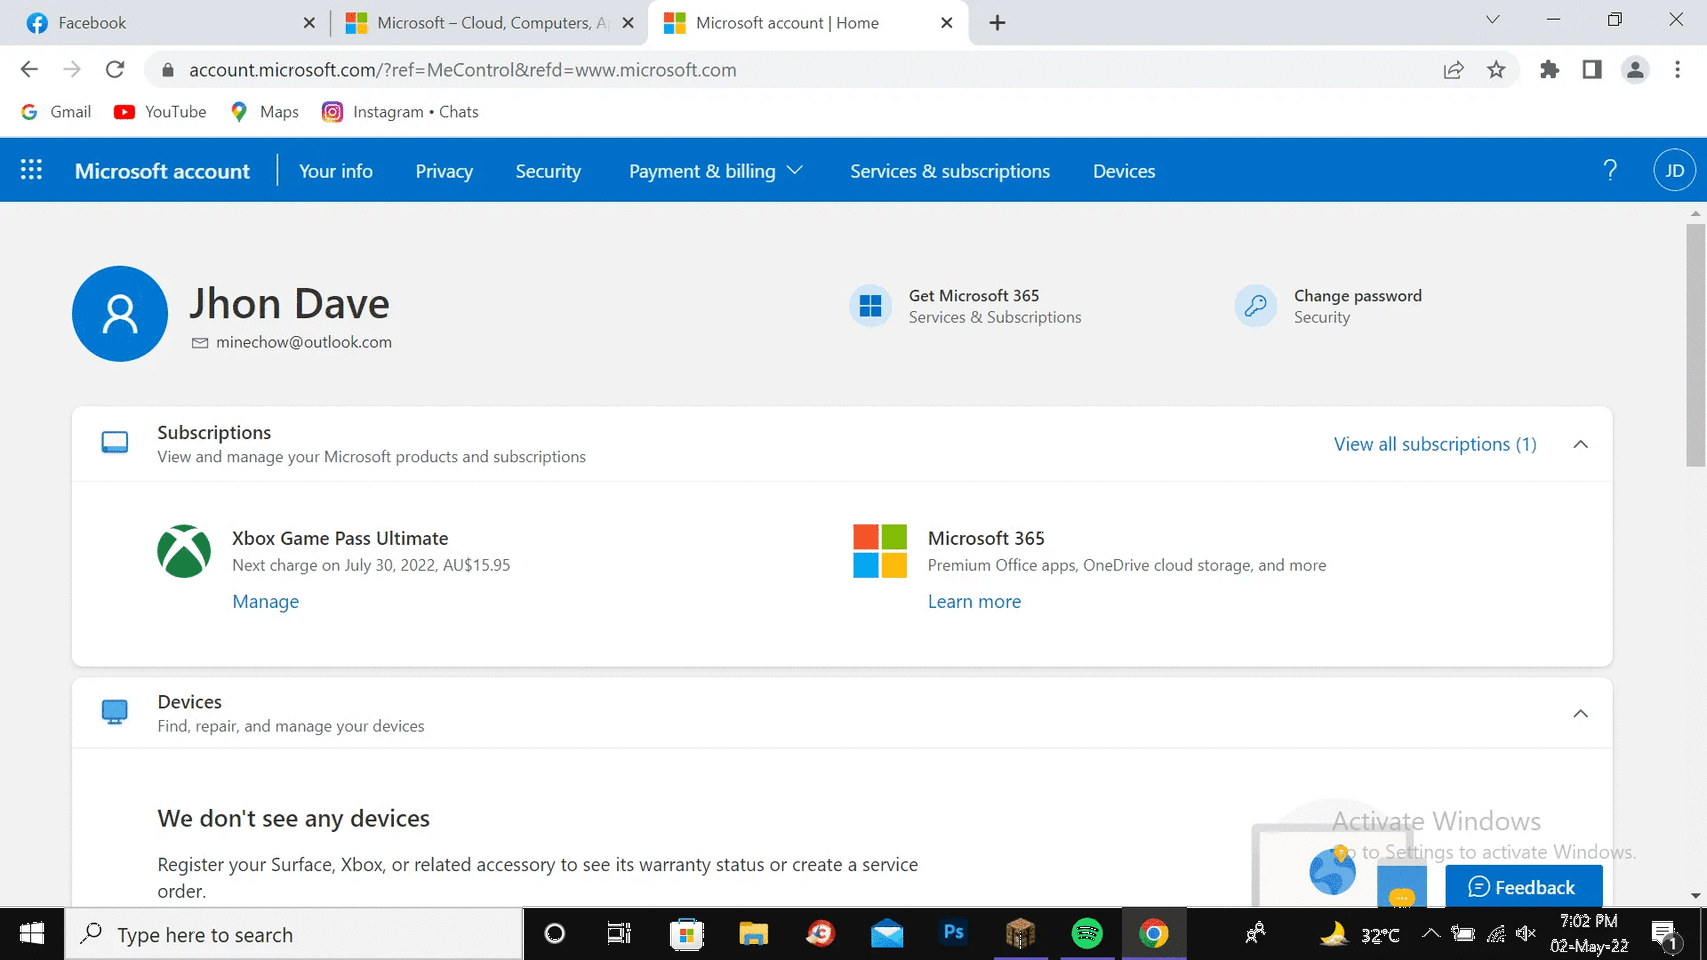 Facebook
Microsoft – Cloud, Computers, A
Microsoft account | Home
account.microsoft.com/?ref=MeControl&refd=www.microsoft.com
Gmail
YouTube
Maps
Instagram • Chats
Microsoft account
Your info
Privacy
Security
Payment & billing
Services & subscriptions
Devices
?
JD
Jhon Dave
minechow@outlook.com
Get Microsoft 365
Services & Subscriptions
Change password
Security
Subscriptions
View and manage your Microsoft products and subscriptions
View all subscriptions (1)
Xbox Game Pass Ultimate
Next charge on July 30, 2022, AU$15.95
Manage
Microsoft 365
Premium Office apps, OneDrive cloud storage, and more
Learn more
Devices
Find, repair, and manage your devices
We don't see any devices
Register your Surface, Xbox, or related accessory to see its warranty status or create a service
order.
Activate Windows
to Settings to activate Windows.
Feedback
Type here to search
Ps
32°C
7:02 PM
02-May-22
1